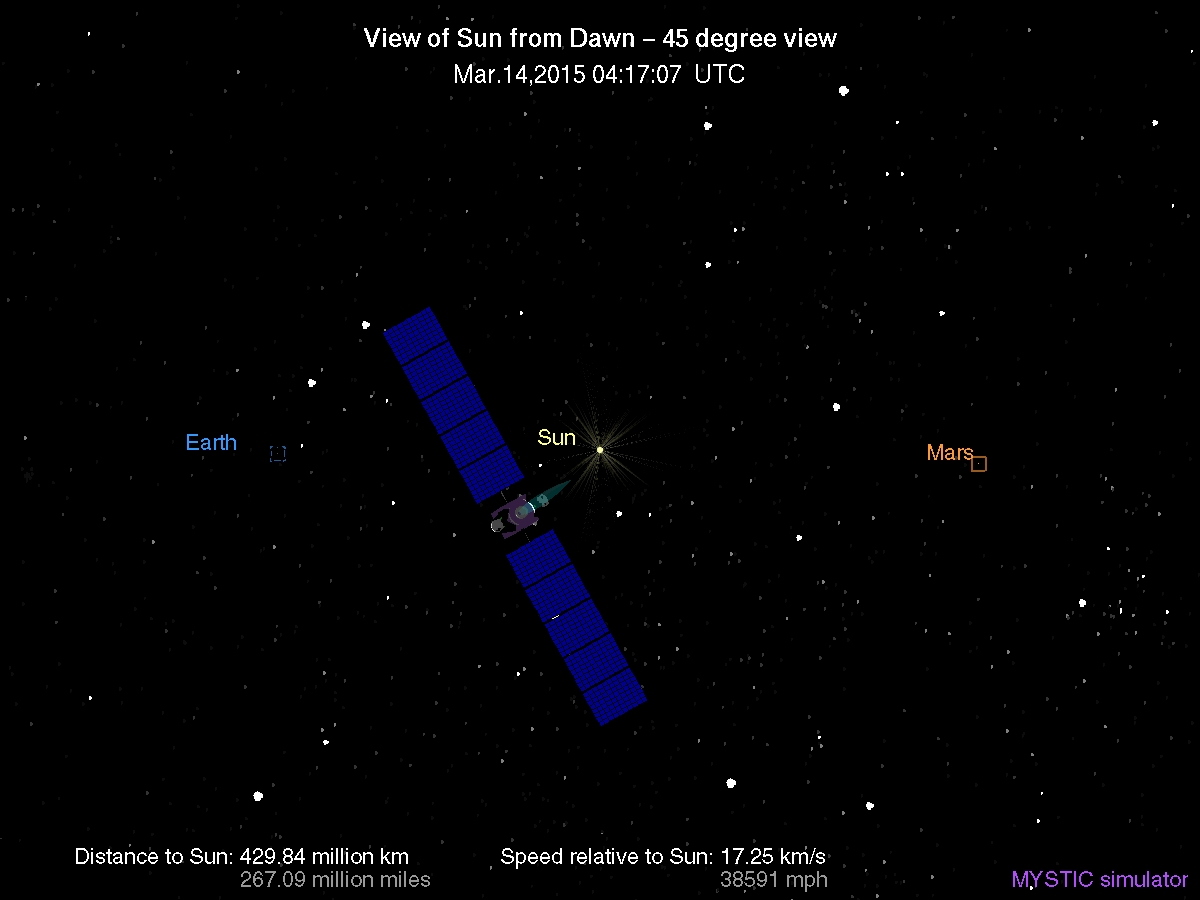 View of Sun from Dawn – 45 degree view
Mar.14,2015 04:17:07 UTC
Sun
Earth
Mars
Distance to Sun: 429.84 million km
267.09 million miles
Speed relative to Sun: 17.25 km/s
38591 mph
MYSTIC simulator